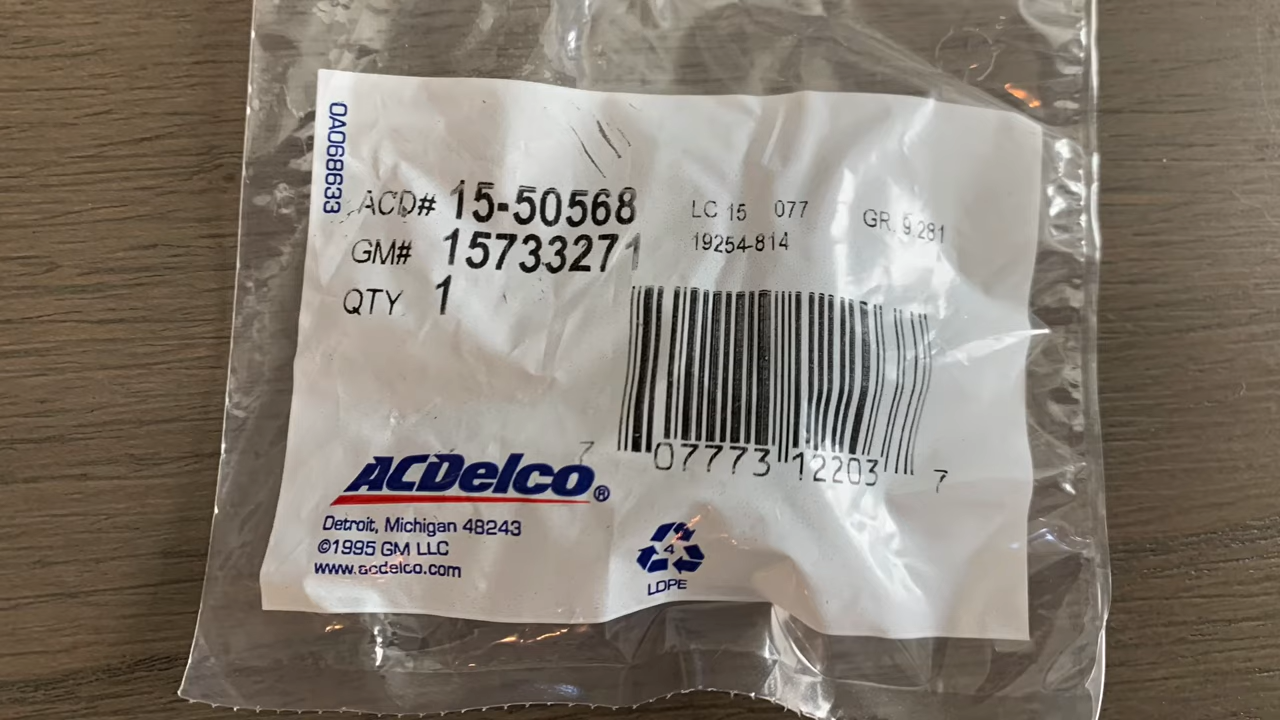 0A068633
ACD# 15-50568
GM# 15733271
QTY 1
LC 15 077
19254-814
GR. 9.281
7 07773 12203 7
ACDelco®
Detroit, Michigan 48243
©1995 GM LLC
www.acdelco.com
4
LDPE